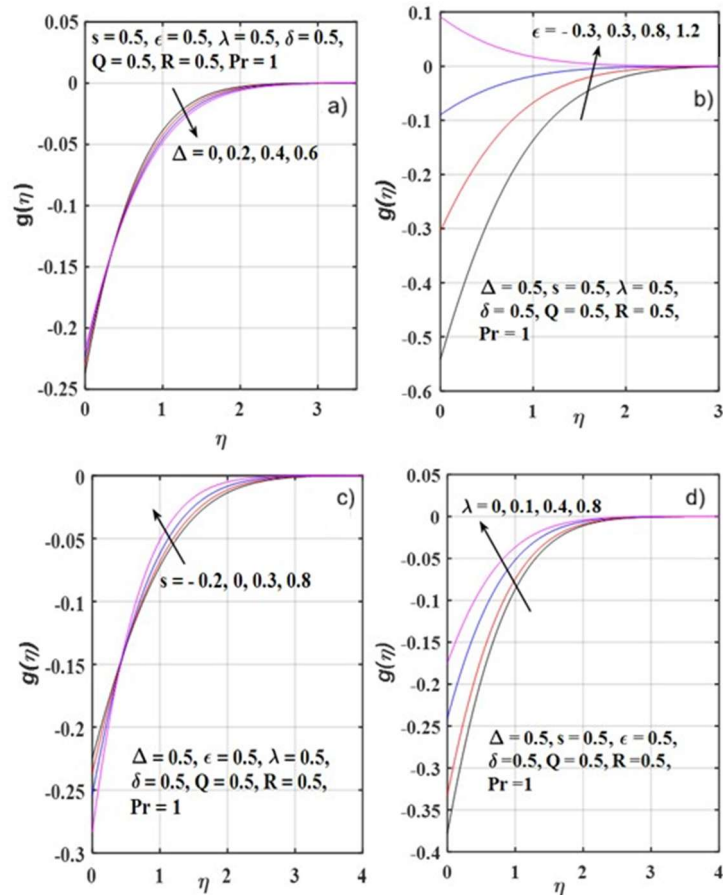 0.05
s = 0.5, ϵ = 0.5, λ = 0.5, δ = 0.5,
Q = 0.5, R = 0.5, Pr = 1
0
a)
-0.05
Δ = 0, 0.2, 0.4, 0.6
-0.1
-0.15
-0.2
-0.25
g(η)
0 1 2 3
η
0.1
ϵ = - 0.3, 0.3, 0.8, 1.2
0
b)
-0.1
-0.2
-0.3
-0.4
Δ = 0.5, s = 0.5, λ = 0.5,
δ = 0.5, Q = 0.5, R = 0.5,
Pr = 1
-0.5
-0.6
g(η)
0 1 2 3
η
0
c)
-0.05
s = - 0.2, 0, 0.3, 0.8
-0.1
-0.15
-0.2
Δ = 0.5, ϵ = 0.5, λ = 0.5,
δ = 0.5, Q = 0.5, R = 0.5,
Pr = 1
-0.25
-0.3
g(η)
0 1 2 3 4
η
0.05
d)
λ = 0, 0.1, 0.4, 0.8
0
-0.05
-0.1
-0.15
-0.2
-0.25
Δ = 0.5, s = 0.5, ϵ = 0.5,
δ =0.5, Q = 0.5, R =0.5,
Pr =1
-0.3
-0.35
-0.4
g(η)
0 1 2 3 4
η